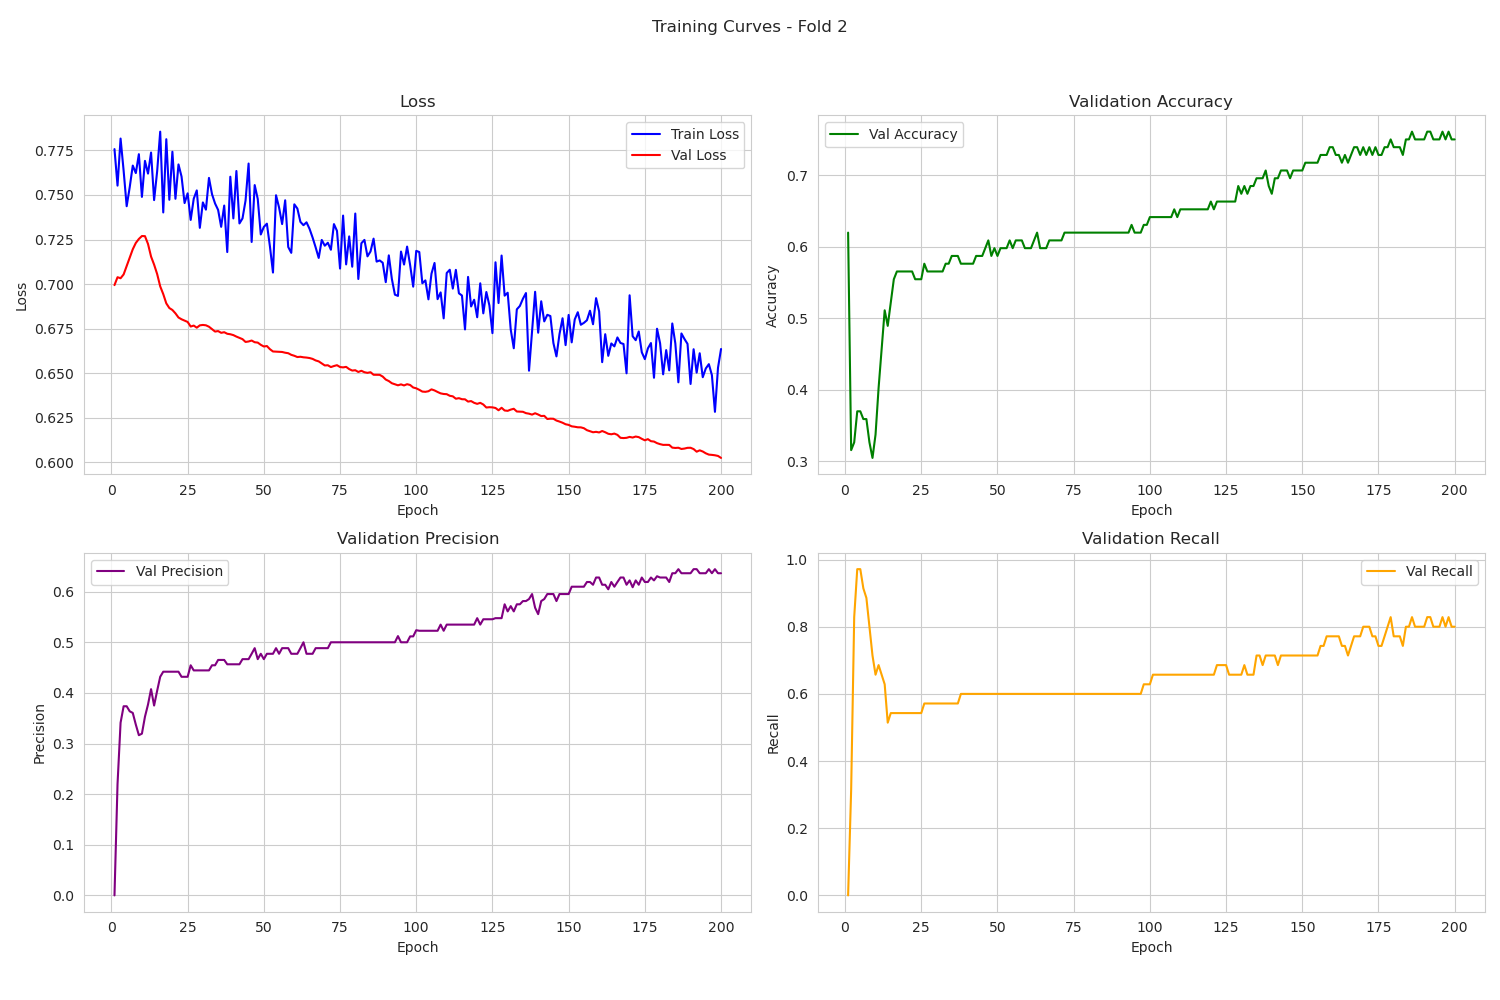 Training Curves - Fold 2
Loss
0.775
0.750
0.725
0.700
0.675
0.650
0.625
0.600
Loss
Train Loss
Val Loss
0 25 50 75 100 125 150 175 200
Epoch
Validation Accuracy
0.7
0.6
0.5
0.4
0.3
Accuracy
Val Accuracy
0 25 50 75 100 125 150 175 200
Epoch
Validation Precision
0.6
0.5
0.4
0.3
0.2
0.1
0.0
Precision
Val Precision
0 25 50 75 100 125 150 175 200
Epoch
Validation Recall
1.0
0.8
0.6
0.4
0.2
0.0
Recall
Val Recall
0 25 50 75 100 125 150 175 200
Epoch